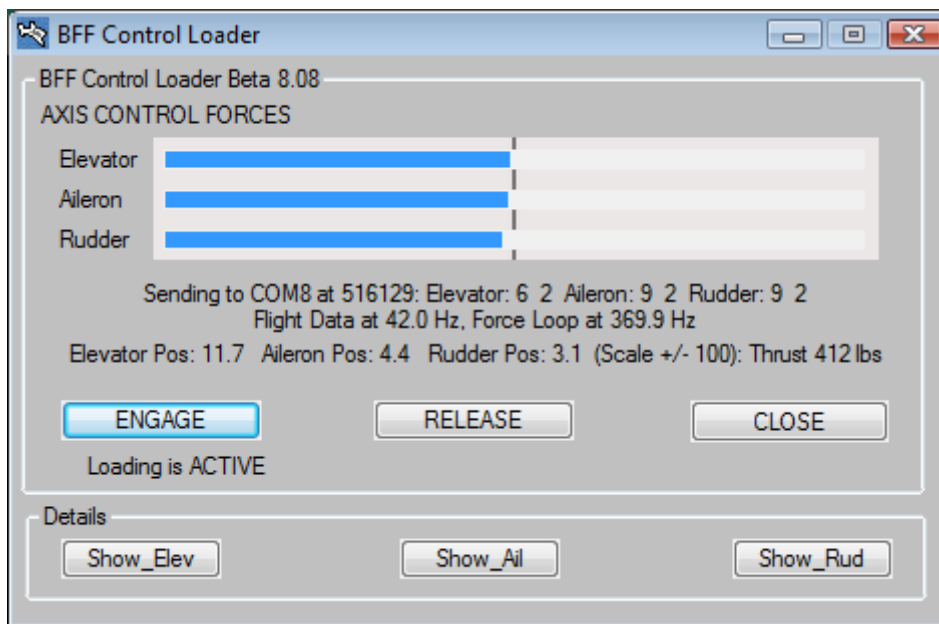 BFF Control Loader
BFF Control Loader Beta 8.08
AXIS CONTROL FORCES
Elevator
Aileron
Rudder
Sending to COM8 at 516129: Elevator: 6 2 Aileron: 9 2 Rudder: 9 2
Flight Data at 42.0 Hz, Force Loop at 369.9 Hz
Elevator Pos: 11.7 Aileron Pos: 4.4 Rudder Pos: 3.1 (Scale +/- 100): Thrust 412 lbs
ENGAGE RELEASE CLOSE
Loading is ACTIVE
Details
Show_Elev Show_Ail Show_Rud